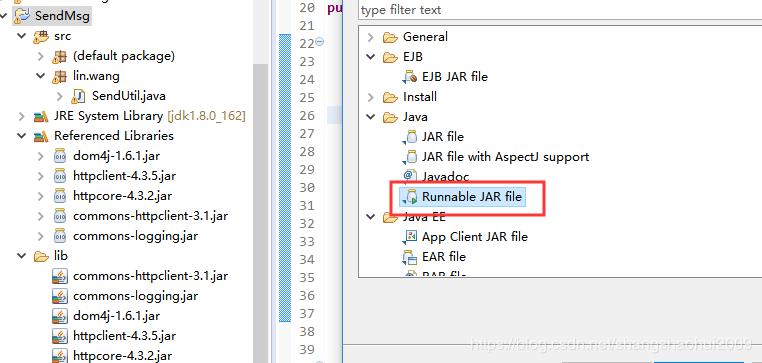 SendMsg
src
(default package)
lin.wang
SendUtil.java
JRE System Library [jdk1.8.0_162]
Referenced Libraries
dom4j-1.6.1.jar
httpclient-4.3.5.jar
httpcore-4.3.2.jar
commons-httpclient-3.1.jar
commons-logging.jar
lib
commons-httpclient-3.1.jar
commons-logging.jar
dom4j-1.6.1.jar
httpclient-4.3.5.jar
httpcore-4.3.2.jar
20 pu
21
22
23
24
25
26
27
28
29
30
31
32
33
34
35
36
37
38
39
type filter text
General
EJB
EJB JAR file
Install
Java
JAR file
JAR file with AspectJ support
Javadoc
Runnable JAR file
Java EE
App Client JAR file
EAR file
RAR file
https://blog.csdn.net/shangshaohui2009